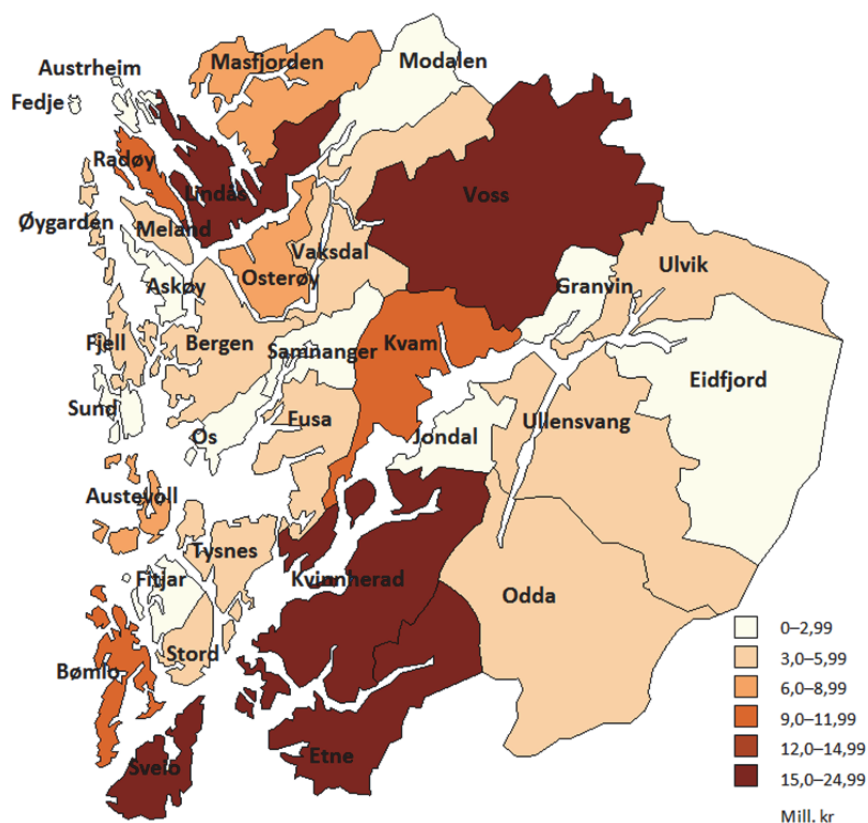 Masfjorden
Modalen
Austrheim
Fedje
Radøy
Lindås
Voss
Øygarden
Meland
Vaksdal
Ulvik
Osterøy
Granvin
Askøy
Fjell
Bergen
Samnanger
Kvam
Eidfjord
Sund
Os
Fusa
Jondal
Ullensvang
Austevoll
Tysnes
Fitjar
Kvinnherad
Odda
Stord
Bømlo
Etne
Sveio
0–2,99
3,0–5,99
6,0–8,99
9,0–11,99
12,0–14,99
15,0–24,99
Mill. kr